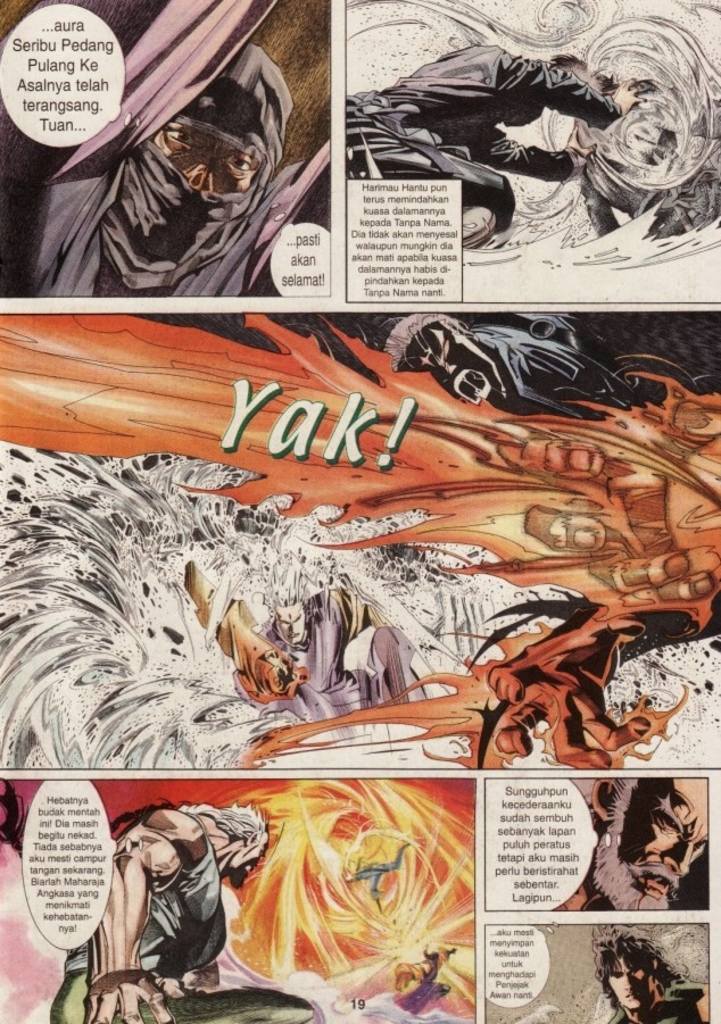 ...aura
Seribu Pedang
Pulang Ke
Asalnya telah
terangsang.
Tuan...
...pasti
akan
selamat!
Harimau Hantu pun
terus memindahkan
kuasa dalamannya
kepada Tanpa Nama.
Dia tidak akan menyesal
walaupun mungkin dia
akan mati apabila kuasa
dalamannya habis di-
pindahkan kepada
Tanpa Nama nanti.
Yak!
Hebatnya
budak mentah
ini! Dia masih
begitu nekad.
Tiada sebabnya
aku mesti campur
tangan sekarang.
Biarlah Maharaja
Angkasa yang
menikmati
kehebatan-
nya!
Sungguhpun
kecederaanku
sudah sembuh
sebanyak lapan
puluh peratus
tetapi aku masih
perlu beristirahat
sebentar.
Lagipun...
...aku mesti
menyimpan
kekuatan
untuk
menghadapi
Penjejak
Awan nanti.
19